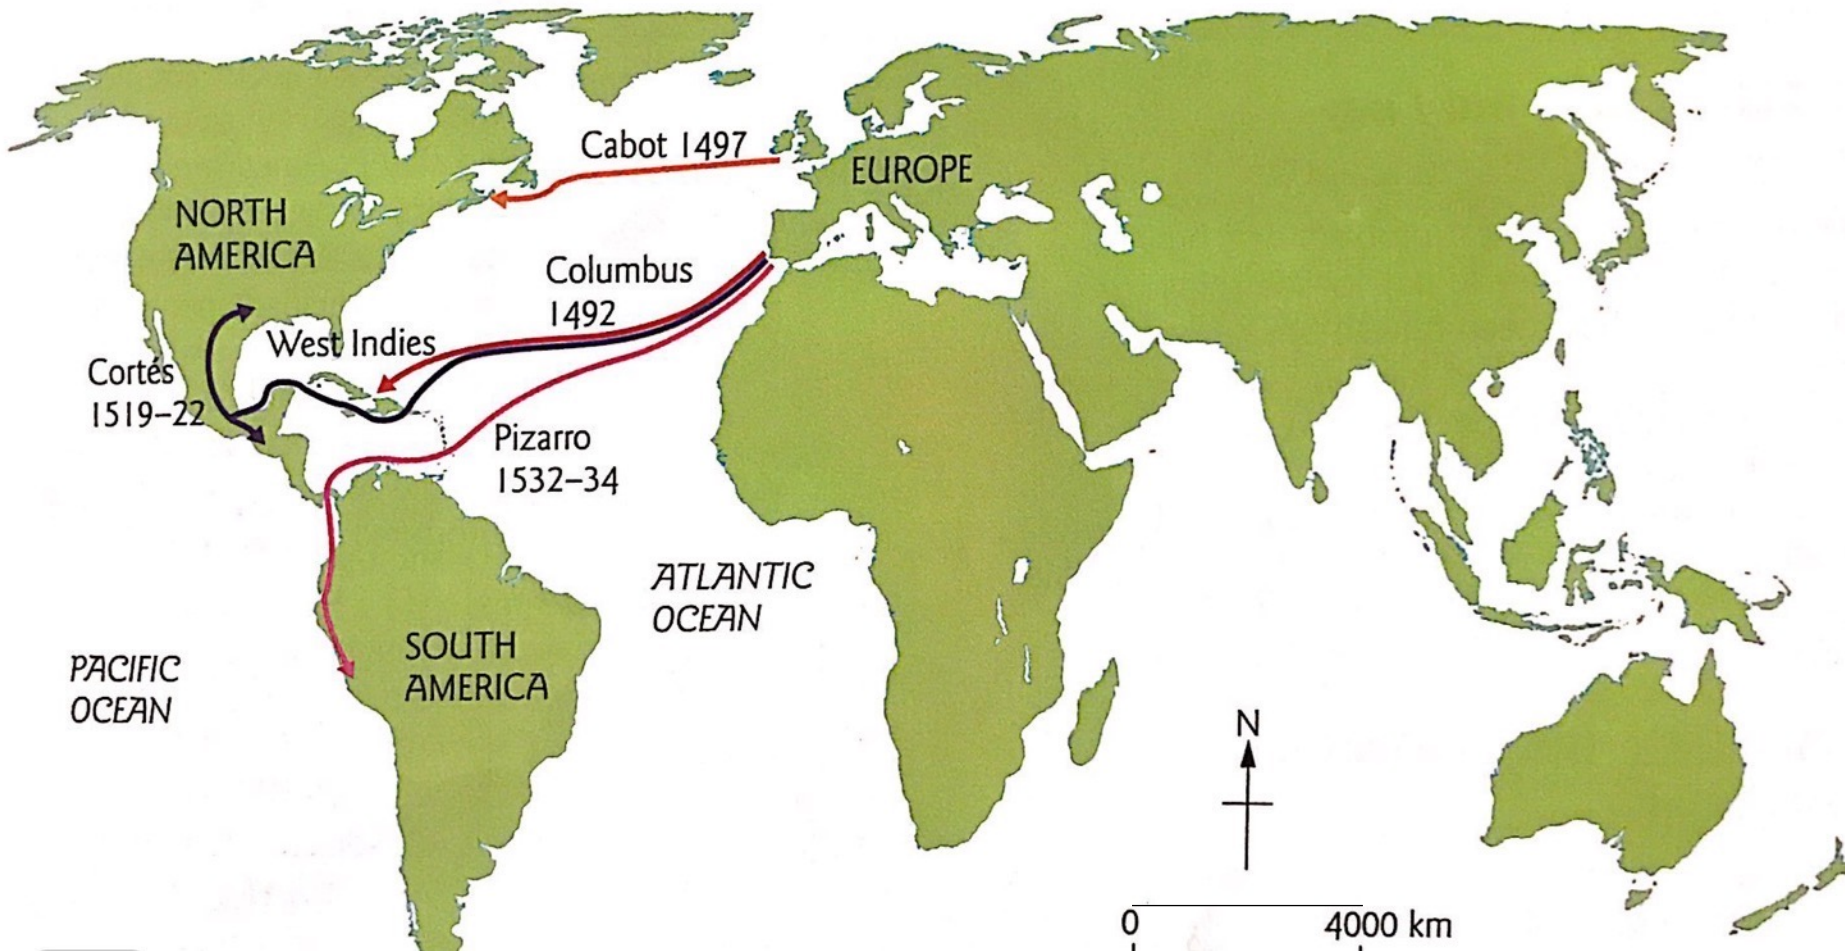 Cabot 1497
EUROPE
NORTH
AMERICA
Columbus
1492
West Indies
Cortés
1519–22
Pizarro
1532–34
ATLANTIC
OCEAN
SOUTH
AMERICA
PACIFIC
OCEAN
N
0 4000 km